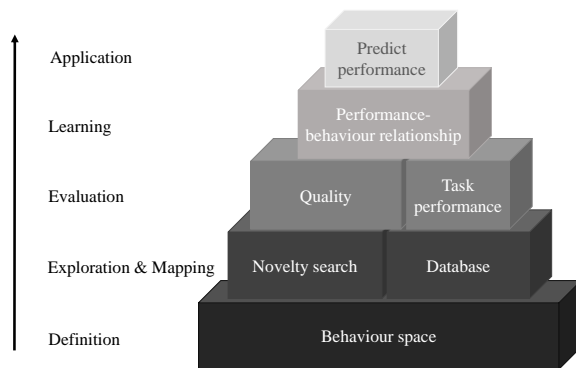 Application
Predict
performance
Learning
Performance-
behaviour relationship
Evaluation
Quality
Task
performance
Exploration & Mapping
Novelty search
Database
Definition
Behaviour space